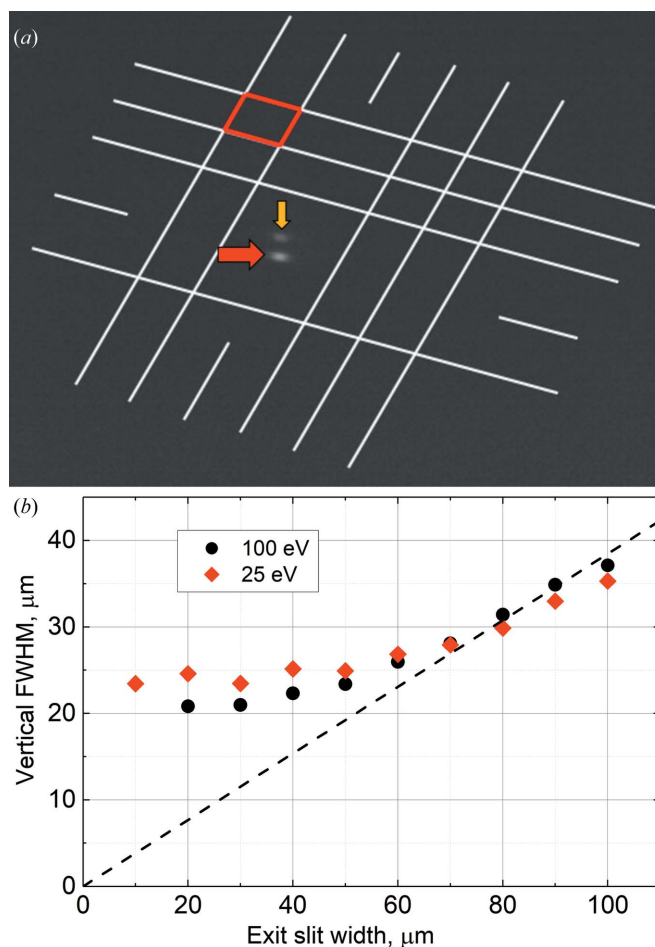 (a)
(b)
40
30
20
10
0
Vertical FWHM, μm
100 eV
25 eV
0 20 40 60 80 100
Exit slit width, μm